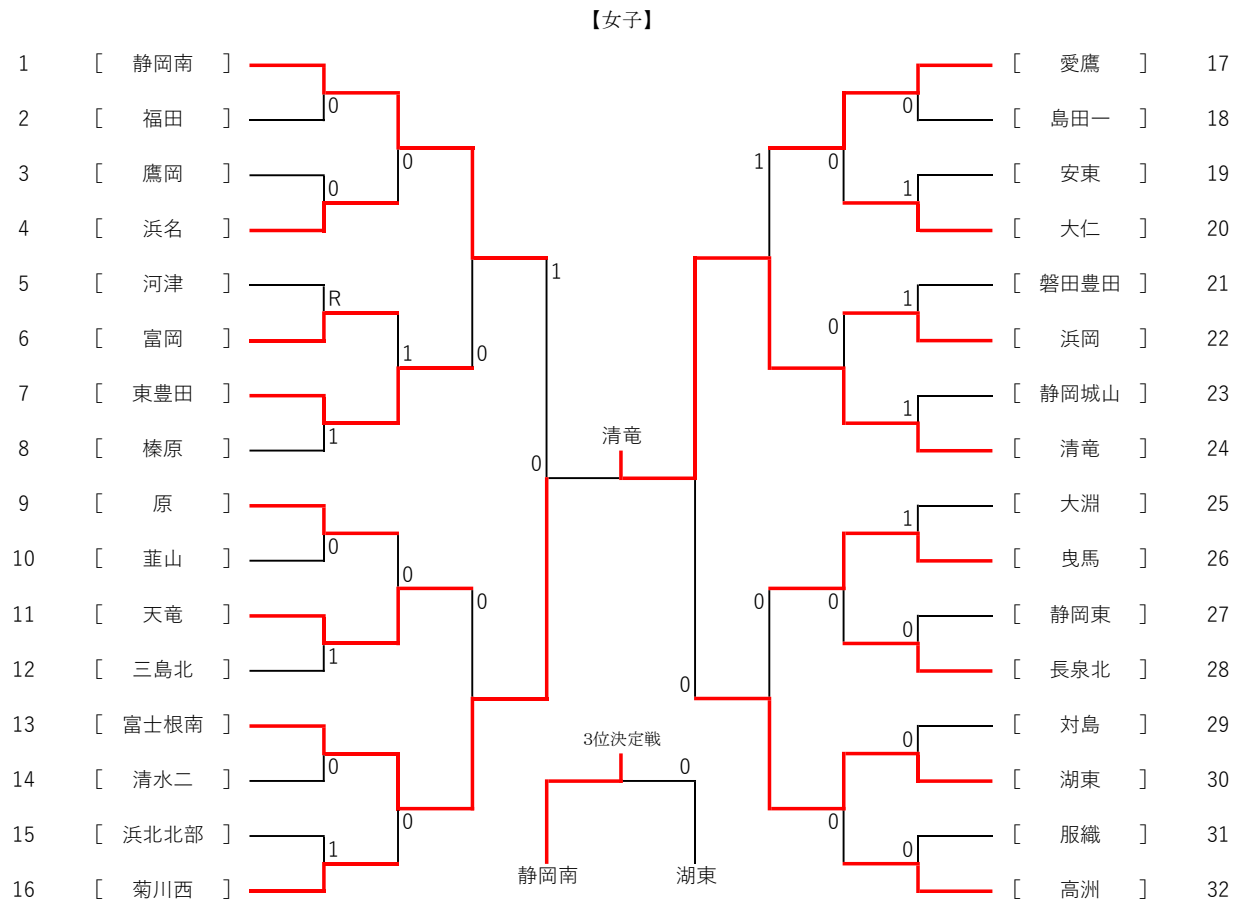 【女子】
1 [ 静岡南 ] [ 愛鷹 ] 17
0 0
2 [ 福田 ] [ 島田一 ] 18
0 1 0
3 [ 鷹岡 ] [ 安東 ] 19
0 1
4 [ 浜名 ] [ 大仁 ] 20
1
5 [ 河津 ] [ 磐田豊田 ] 21
R 1
6 [ 富岡 ] [ 浜岡 ] 22
1 0 0
7 [ 東豊田 ] [ 静岡城山 ] 23
1 1
8 [ 榛原 ] [ 清竜 ] 24
清竜
0
9 [ 原 ] [ 大淵 ] 25
0 1
10 [ 韮山 ] [ 曳馬 ] 26
0 0 0 0
11 [ 天竜 ] [ 静岡東 ] 27
1 0
12 [ 三島北 ] [ 長泉北 ] 28
0
13 [ 富士根南 ] [ 対島 ] 29
3位決定戦
0 0 0
14 [ 清水二 ] [ 湖東 ] 30
0 0
15 [ 浜北北部 ] [ 服織 ] 31
1 0
静岡南 湖東
16 [ 菊川西 ] [ 高洲 ] 32